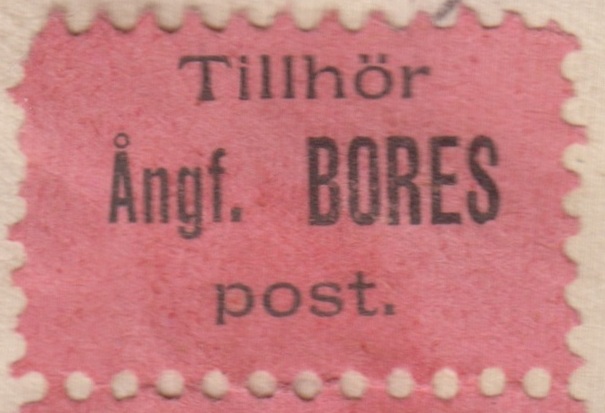 Tillhör
Ångf. BORES
post.